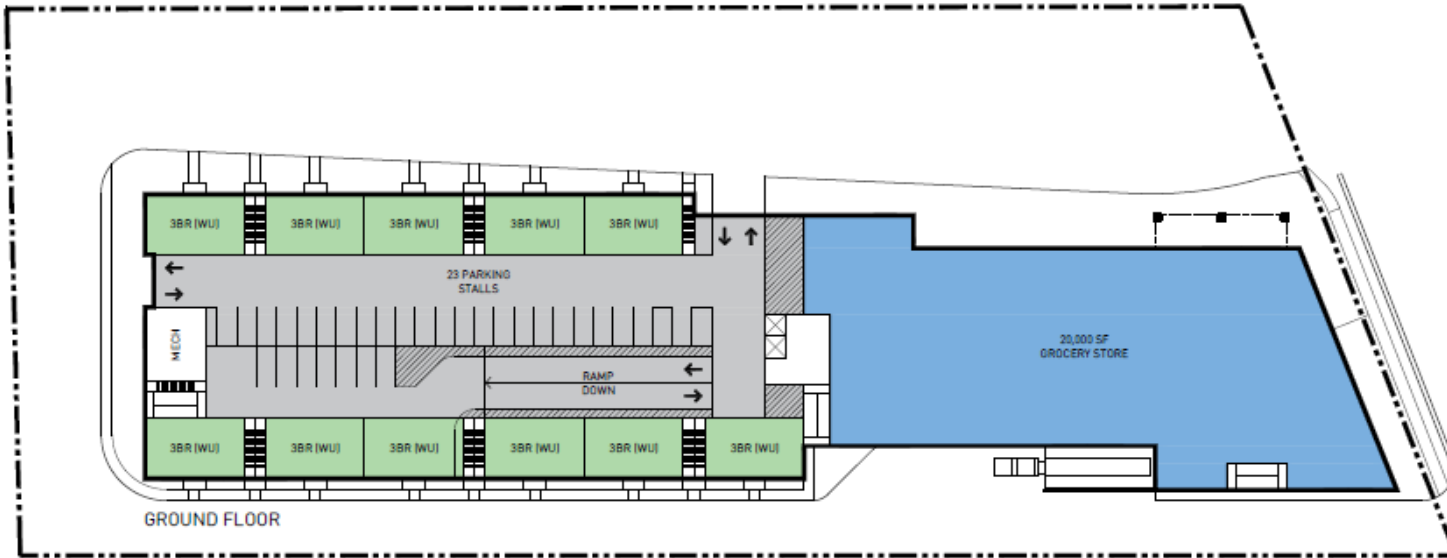 3BR (WU) 3BR (WU) 3BR (WU) 3BR (WU) 3BR (WU)
23 PARKING
STALLS
MECH
20,000 SF
GROCERY STORE
RAMP
DOWN
3BR (WU) 3BR (WU) 3BR (WU) 3BR (WU) 3BR (WU) 3BR (WU)
GROUND FLOOR